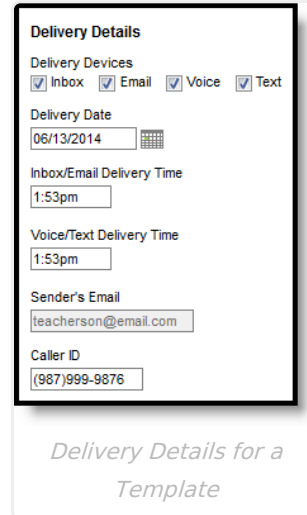 Delivery Details
Delivery Devices
Inbox Email Voice Text
Delivery Date
06/13/2014
Inbox/Email Delivery Time
1:53pm
Voice/Text Delivery Time
1:53pm
Sender's Email
teacherson@email.com
Caller ID
(987)999-9876
Delivery Details for a
Template